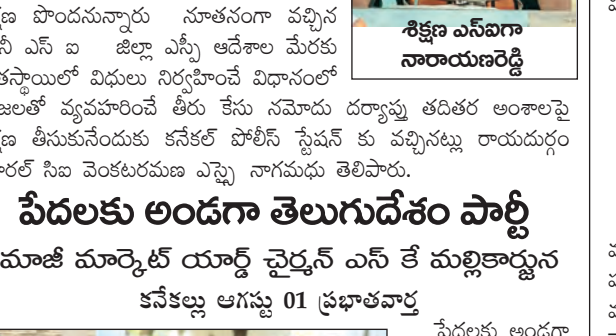 శిక్షణ ఎస్ఐగా
నారాయణరెడ్డి
పొందనున్నారు నూతనంగా వచ్చిన
ఎస్ ఐ జిల్లా ఎస్పీ ఆదేశాల మేరకు
విధులు నిర్వహించే విధానంలో
వ్యవహరించే తీరు కేసు నమోదు దర్యాప్తు తదితర అంశాలపై
తీసుకునేందుకు కనేకల్ పోలీస్ స్టేషన్ కు వచ్చినట్లు రాయదుర్గం
సిఐ వెంకటరమణ ఎస్సై నాగమధు తెలిపారు.
పేదలకు అండగా తెలుగుదేశం పార్టీ
మాజీ మార్కెట్ యార్డ్ చైర్మన్ ఎస్ కే మల్లికార్జున
కనేకల్లు ఆగస్టు 01 ప్రభాతవార్త
పేదలకు అండగా